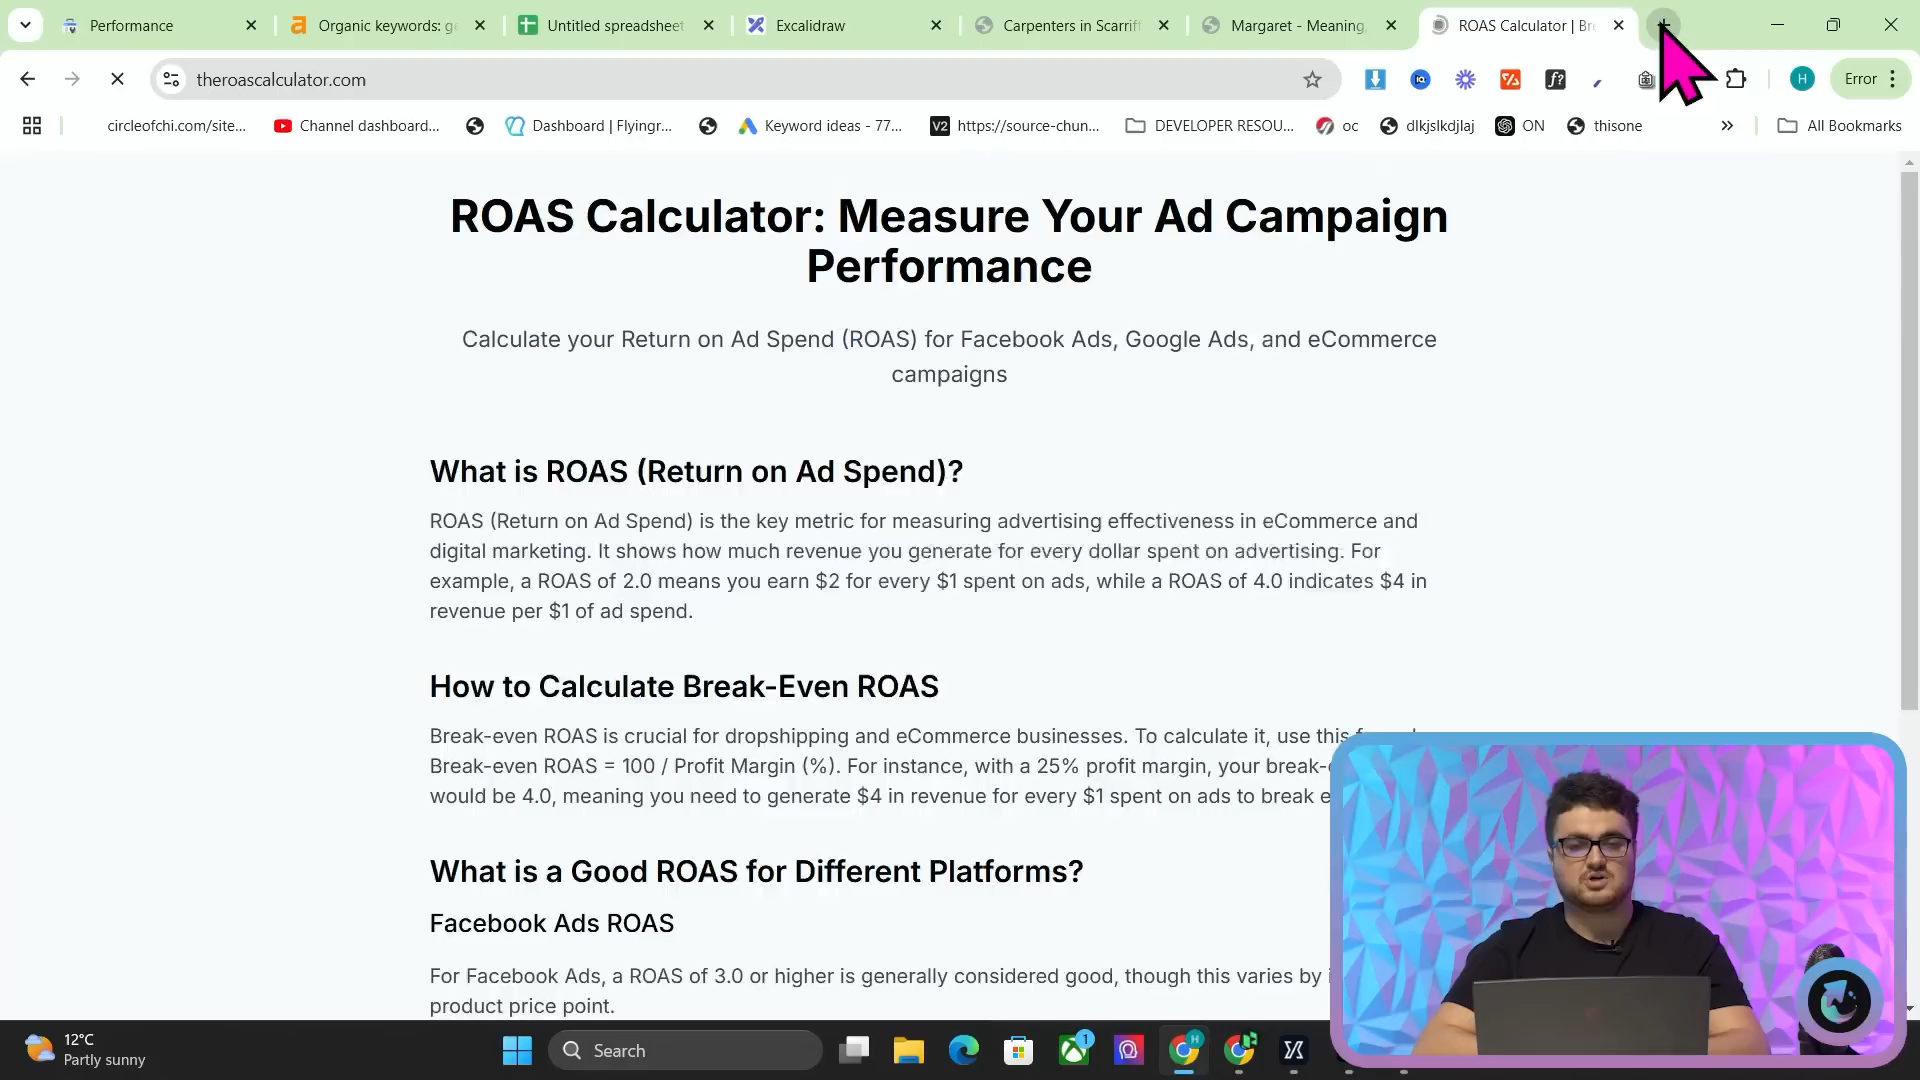 Performance
Organic keywords: ge
Untitled spreadsheet
Excalidraw
Carpenters in Scarriff
Margaret - Meaning,
ROAS Calculator | Br
theroascalculator.com
H
Error
circleofchi.com/site...
Channel dashboard...
Dashboard | Flyingr...
Keyword ideas - 77...
V2
https://source-chun...
DEVELOPER RESOU...
oc
dlkjslkdjlaj
ON
thisone
All Bookmarks
ROAS Calculator: Measure Your Ad Campaign
Performance
Calculate your Return on Ad Spend (ROAS) for Facebook Ads, Google Ads, and eCommerce
campaigns
What is ROAS (Return on Ad Spend)?
ROAS (Return on Ad Spend) is the key metric for measuring advertising effectiveness in eCommerce and
digital marketing. It shows how much revenue you generate for every dollar spent on advertising. For
example, a ROAS of 2.0 means you earn $2 for every $1 spent on ads, while a ROAS of 4.0 indicates $4 in
revenue per $1 of ad spend.
How to Calculate Break-Even ROAS
Break-even ROAS is crucial for dropshipping and eCommerce businesses. To calculate it, use this
Break-even ROAS = 100 / Profit Margin (%). For instance, with a 25% profit margin, your break-
would be 4.0, meaning you need to generate $4 in revenue for every $1 spent on ads to break
What is a Good ROAS for Different Platforms?
Facebook Ads ROAS
For Facebook Ads, a ROAS of 3.0 or higher is generally considered good, though this varies by
product price point.
12°C
Partly sunny
Search
1
H